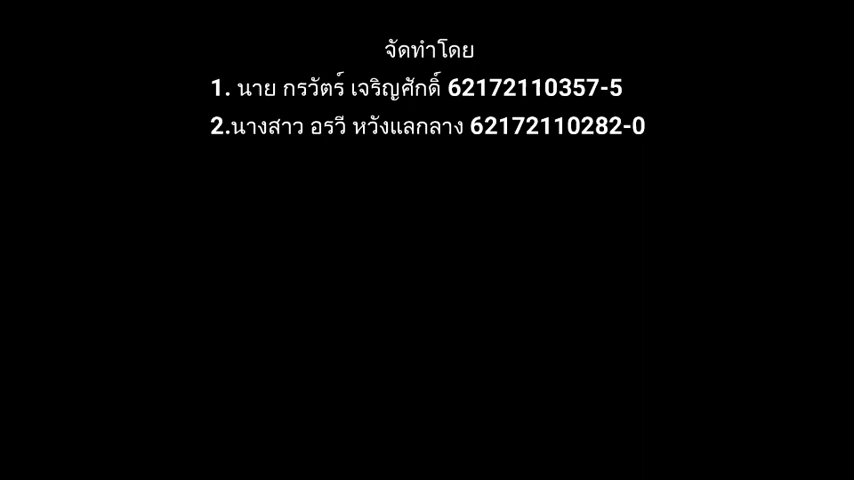 จัดทำโดย
1. นาย กรวัตร์ เจริญศักดิ์ 62172110357-5
2.นางสาว อรวี หวังแลกลาง 62172110282-0